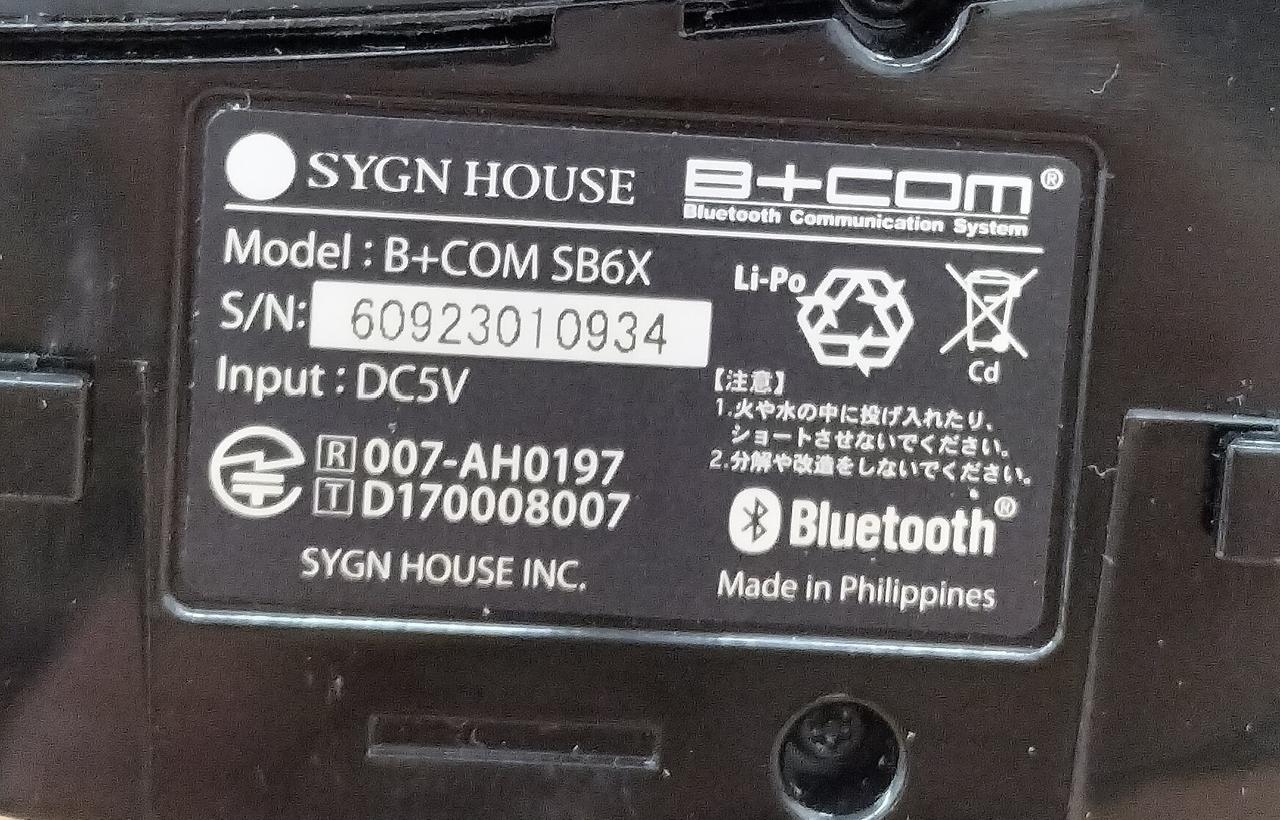 SYGN HOUSE
B+COM®
Bluetooth Communication System
Model : B+COM SB6X
S/N: 60923010934
Input : DC5V
R 007-AH0197
T D170008007
SYGN HOUSE INC.
Li-Po
Cd
【注意】
1.火や水の中に投げ入れたり、
ショートさせないでください。
2.分解や改造をしないでください。
Bluetooth®
Made in Philippines